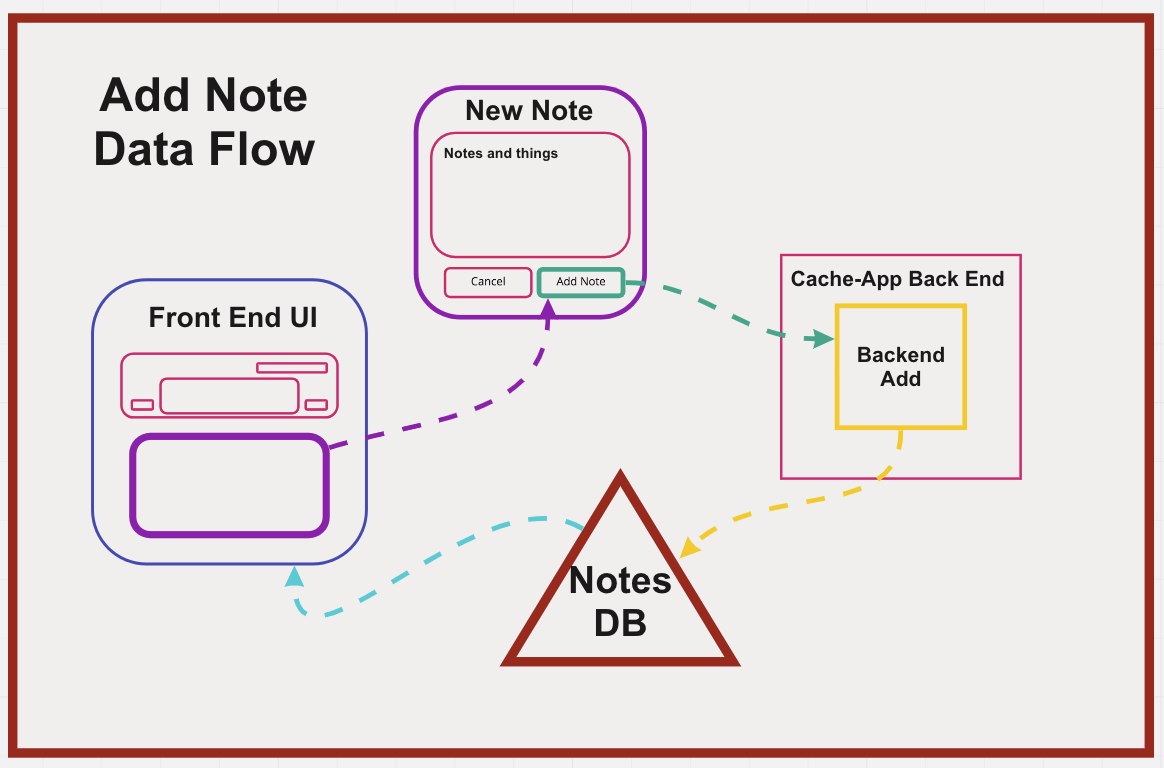 Add Note
Data Flow
New Note
Notes and things
Cancel
Add Note
Front End UI
Cache-App Back End
Backend
Add
Notes
DB